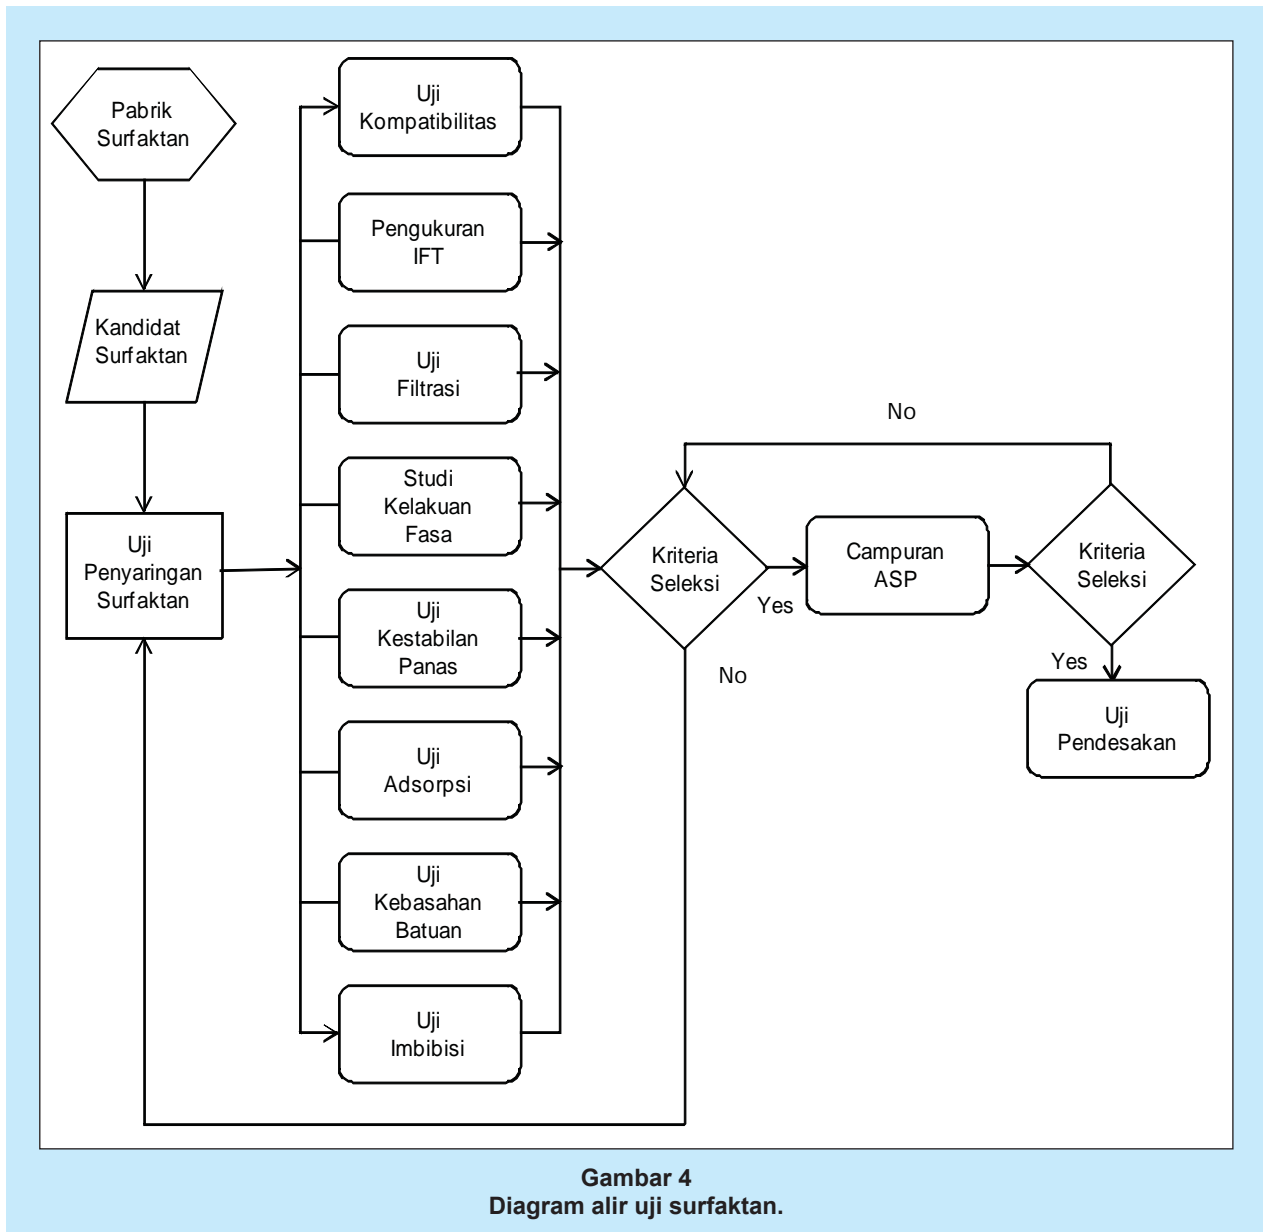 Pabrik
Surfaktan
Kandidat
Surfaktan
Uji
Penyaringan
Surfaktan
Uji
Kompatibilitas
Pengukuran
IFT
Uji
Filtrasi
Studi
Kelakuan
Fasa
Uji
Kestabilan
Panas
Uji
Adsorpsi
Uji
Kebasahan
Batuan
Uji
Imbibisi
Kriteria
Seleksi
Yes
No
Campuran
ASP
No
Kriteria
Seleksi
Yes
Uji
Pendesakan
Gambar 4
Diagram alir uji surfaktan.